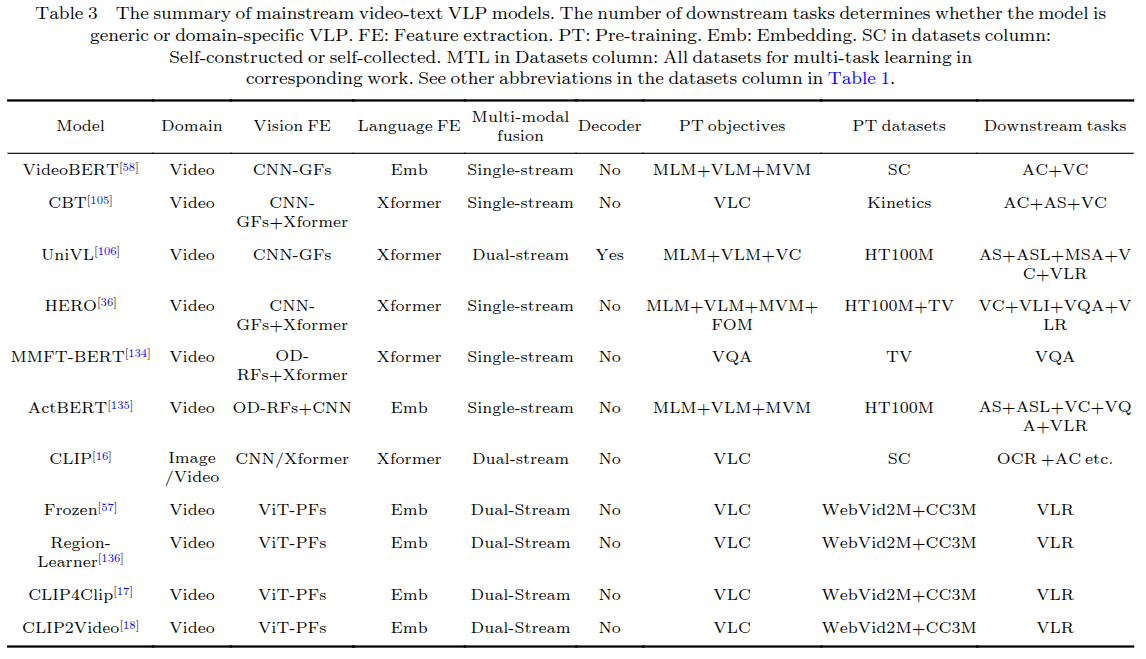 Table 3 The summary of mainstream video-text VLP models. The number of downstream tasks determines whether the model is
generic or domain-specific VLP. FE: Feature extraction. PT: Pre-training. Emb: Embedding. SC in datasets column:
Self-constructed or self-collected. MTL in Datasets column: All datasets for multi-task learning in
corresponding work. See other abbreviations in the datasets column in Table 1.
Model Domain Vision FE Language FE Multi-modal fusion Decoder PT objectives PT datasets Downstream tasks
VideoBERT[58] Video CNN-GFs Emb Single-stream No MLM+VLM+MVM SC AC+VC
CBT[105] Video CNN-GFs+Xformer Xformer Single-stream No VLC Kinetics AC+AS+VC
UniVL[106] Video CNN-GFs Xformer Dual-stream Yes MLM+VLM+VC HT100M AS+ASL+MSA+VC+VLR
HERO[36] Video CNN-GFs+Xformer Xformer Single-stream No MLM+VLM+MVM+FOM HT100M+TV VC+VLI+VQA+VLR
MMFT-BERT[134] Video OD-RFs+Xformer Xformer Single-stream No VQA TV VQA
ActBERT[135] Video OD-RFs+CNN Emb Single-stream No MLM+VLM+MVM HT100M AS+ASL+VC+VQA+VLR
CLIP[16] Image/Video CNN/Xformer Xformer Dual-stream No VLC SC OCR +AC etc.
Frozen[57] Video ViT-PFs Emb Dual-Stream No VLC WebVid2M+CC3M VLR
Region-Learner[136] Video ViT-PFs Emb Dual-Stream No VLC WebVid2M+CC3M VLR
CLIP4Clip[17] Video ViT-PFs Emb Dual-Stream No VLC WebVid2M+CC3M VLR
CLIP2Video[18] Video ViT-PFs Emb Dual-Stream No VLC WebVid2M+CC3M VLR